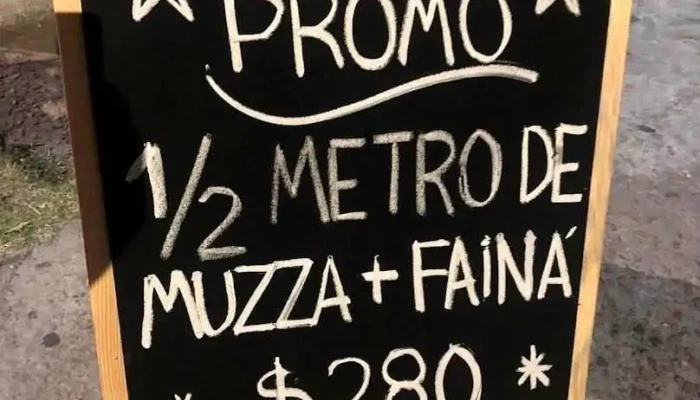 PROMO
1/2 METRO DE
MUZZA + FAINÁ
$280